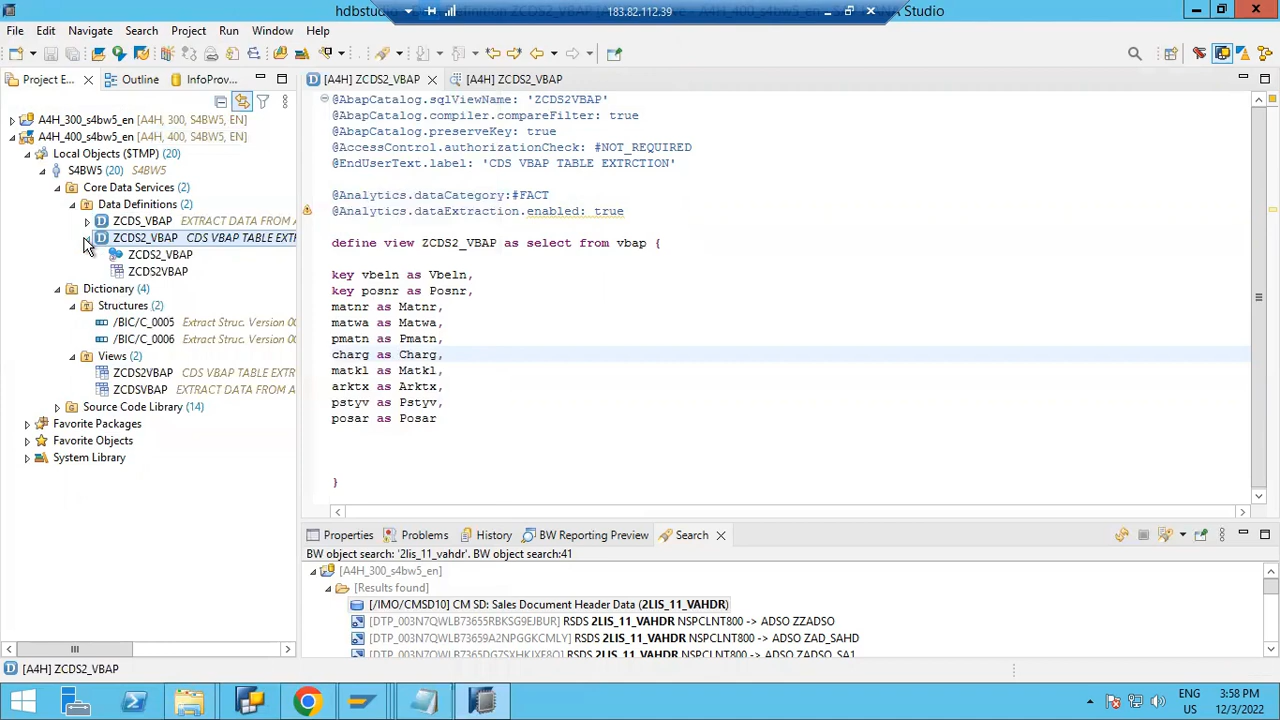 hdbstudio
183.82.112.39
Studio
File Edit Navigate Search Project Run Window Help
Project E... Outline InfoProv...
[A4H] ZCDS2_VBAP [A4H] ZCDS2_VBAP
A4H_300_s4bw5_en [A4H, 300, S4BW5, EN]
A4H_400_s4bw5_en [A4H, 400, S4BW5, EN]
Local Objects ($TMP) (20)
S4BW5 (20) S4BW5
Core Data Services (2)
Data Definitions (2)
ZCDS_VBAP EXTRACT DATA FROM A
ZCDS2_VBAP CDS VBAP TABLE EXTR
ZCDS2_VBAP
ZCDS2VBAP
Dictionary (4)
Structures (2)
/BIC/C_0005 Extract Struc. Version 00
/BIC/C_0006 Extract Struc. Version 00
Views (2)
ZCDS2VBAP CDS VBAP TABLE EXT
ZCDSVBAP EXTRACT DATA FROM A
Source Code Library (14)
Favorite Packages
Favorite Objects
System Library
@AbapCatalog.sqlViewName: 'ZCDS2VBAP'
@AbapCatalog.compiler.compareFilter: true
@AbapCatalog.preserveKey: true
@AccessControl.authorizationCheck: #NOT_REQUIRED
@EndUserText.label: 'CDS VBAP TABLE EXTRCTION'
@Analytics.dataCategory:#FACT
@Analytics.dataExtraction.enabled: true
define view ZCDS2_VBAP as select from vbap {
key vbeln as Vbeln,
key posnr as Posnr,
matnr as Matnr,
matwa as Matwa,
pmatn as Pmatn,
charg as Charg,
matkl as Matkl,
arktx as Arktx,
pstyv as Pstyv,
posar as Posar
}
Properties Problems History BW Reporting Preview Search
BW object search: '2lis_11_vahdr'. BW object search:41
[A4H_300_s4bw5_en]
[Results found]
[/IMO/CMSD10] CM SD: Sales Document Header Data (2LIS_11_VAHDR)
[DTP_003N7QWLB73655RBKSG9EJBUR] RSDS 2LIS_11_VAHDR NSPCLNT800 -> ADSO ZZADSO
[DTP_003N7QWLB73659A2NPGGKCMLY] RSDS 2LIS_11_VAHDR NSPCLNT800 -> ADSO ZAD_SAHD
RSDS 2LIS_11_VAHDR NSPCLNT800 -> ADSO ZADSO_SA1
[A4H] ZCDS2_VBAP
ENG
US
3:58 PM
12/3/2022